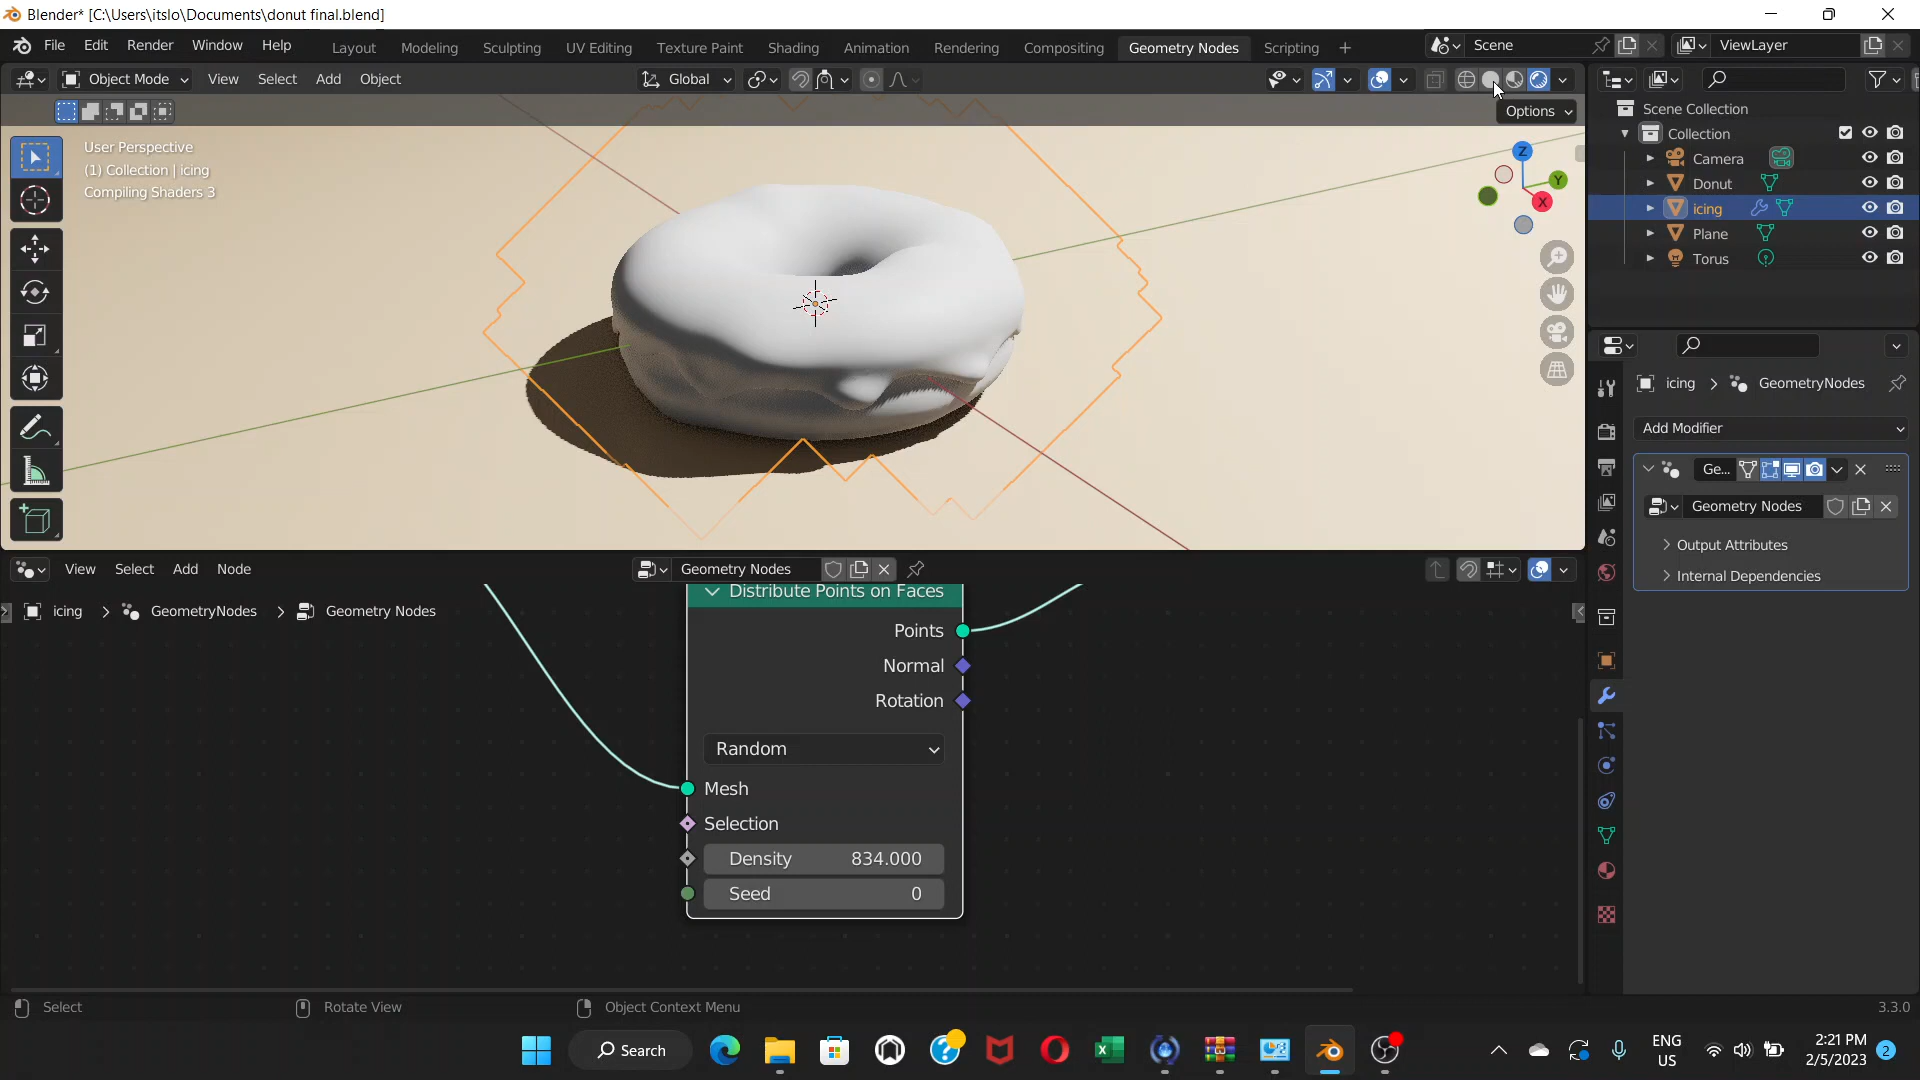 Blender* [C:\Users\itslo\Documents\donut final.blend]
File Edit Render Window Help
Layout Modeling Sculpting UV Editing Texture Paint Shading Animation Rendering Compositing Geometry Nodes Scripting +
Scene
ViewLayer
Object Mode View Select Add Object
Global
Options
User Perspective
(1) Collection | icing
Compiling Shaders 3
Z
Y
X
Scene Collection
Collection
Camera
Donut
icing
Plane
Torus
icing > GeometryNodes
Add Modifier
Ge...
Geometry Nodes
Output Attributes
Internal Dependencies
View Select Add Node
Geometry Nodes
icing > GeometryNodes > Geometry Nodes
Distribute Points on Faces
Points
Normal
Rotation
Random
Mesh
Selection
Density 834.000
Seed 0
Select
Rotate View
Object Context Menu
3.3.0
Search
ENG
US
2:21 PM
2/5/2023
2